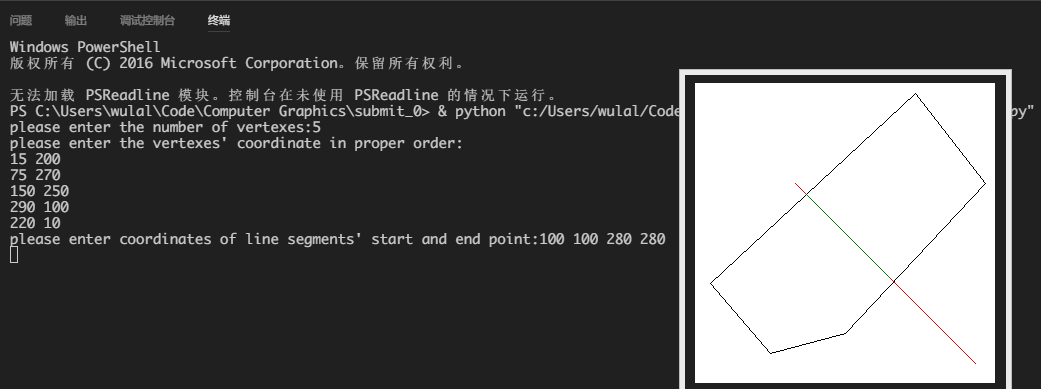 问题 输出 调试控制台 终端
Windows PowerShell
版权所有 (C) 2016 Microsoft Corporation。保留所有权利。
无法加载 PSReadline 模块。控制台在未使用 PSReadline 的情况下运行。
PS C:\Users\wulal\Code\Computer Graphics\submit_0> & python "c:/Users/wulal/Code py"
please enter the number of vertexes:5
please enter the vertexes' coordinate in proper order:
15 200
75 270
150 250
290 100
220 10
please enter coordinates of line segments' start and end point:100 100 280 280